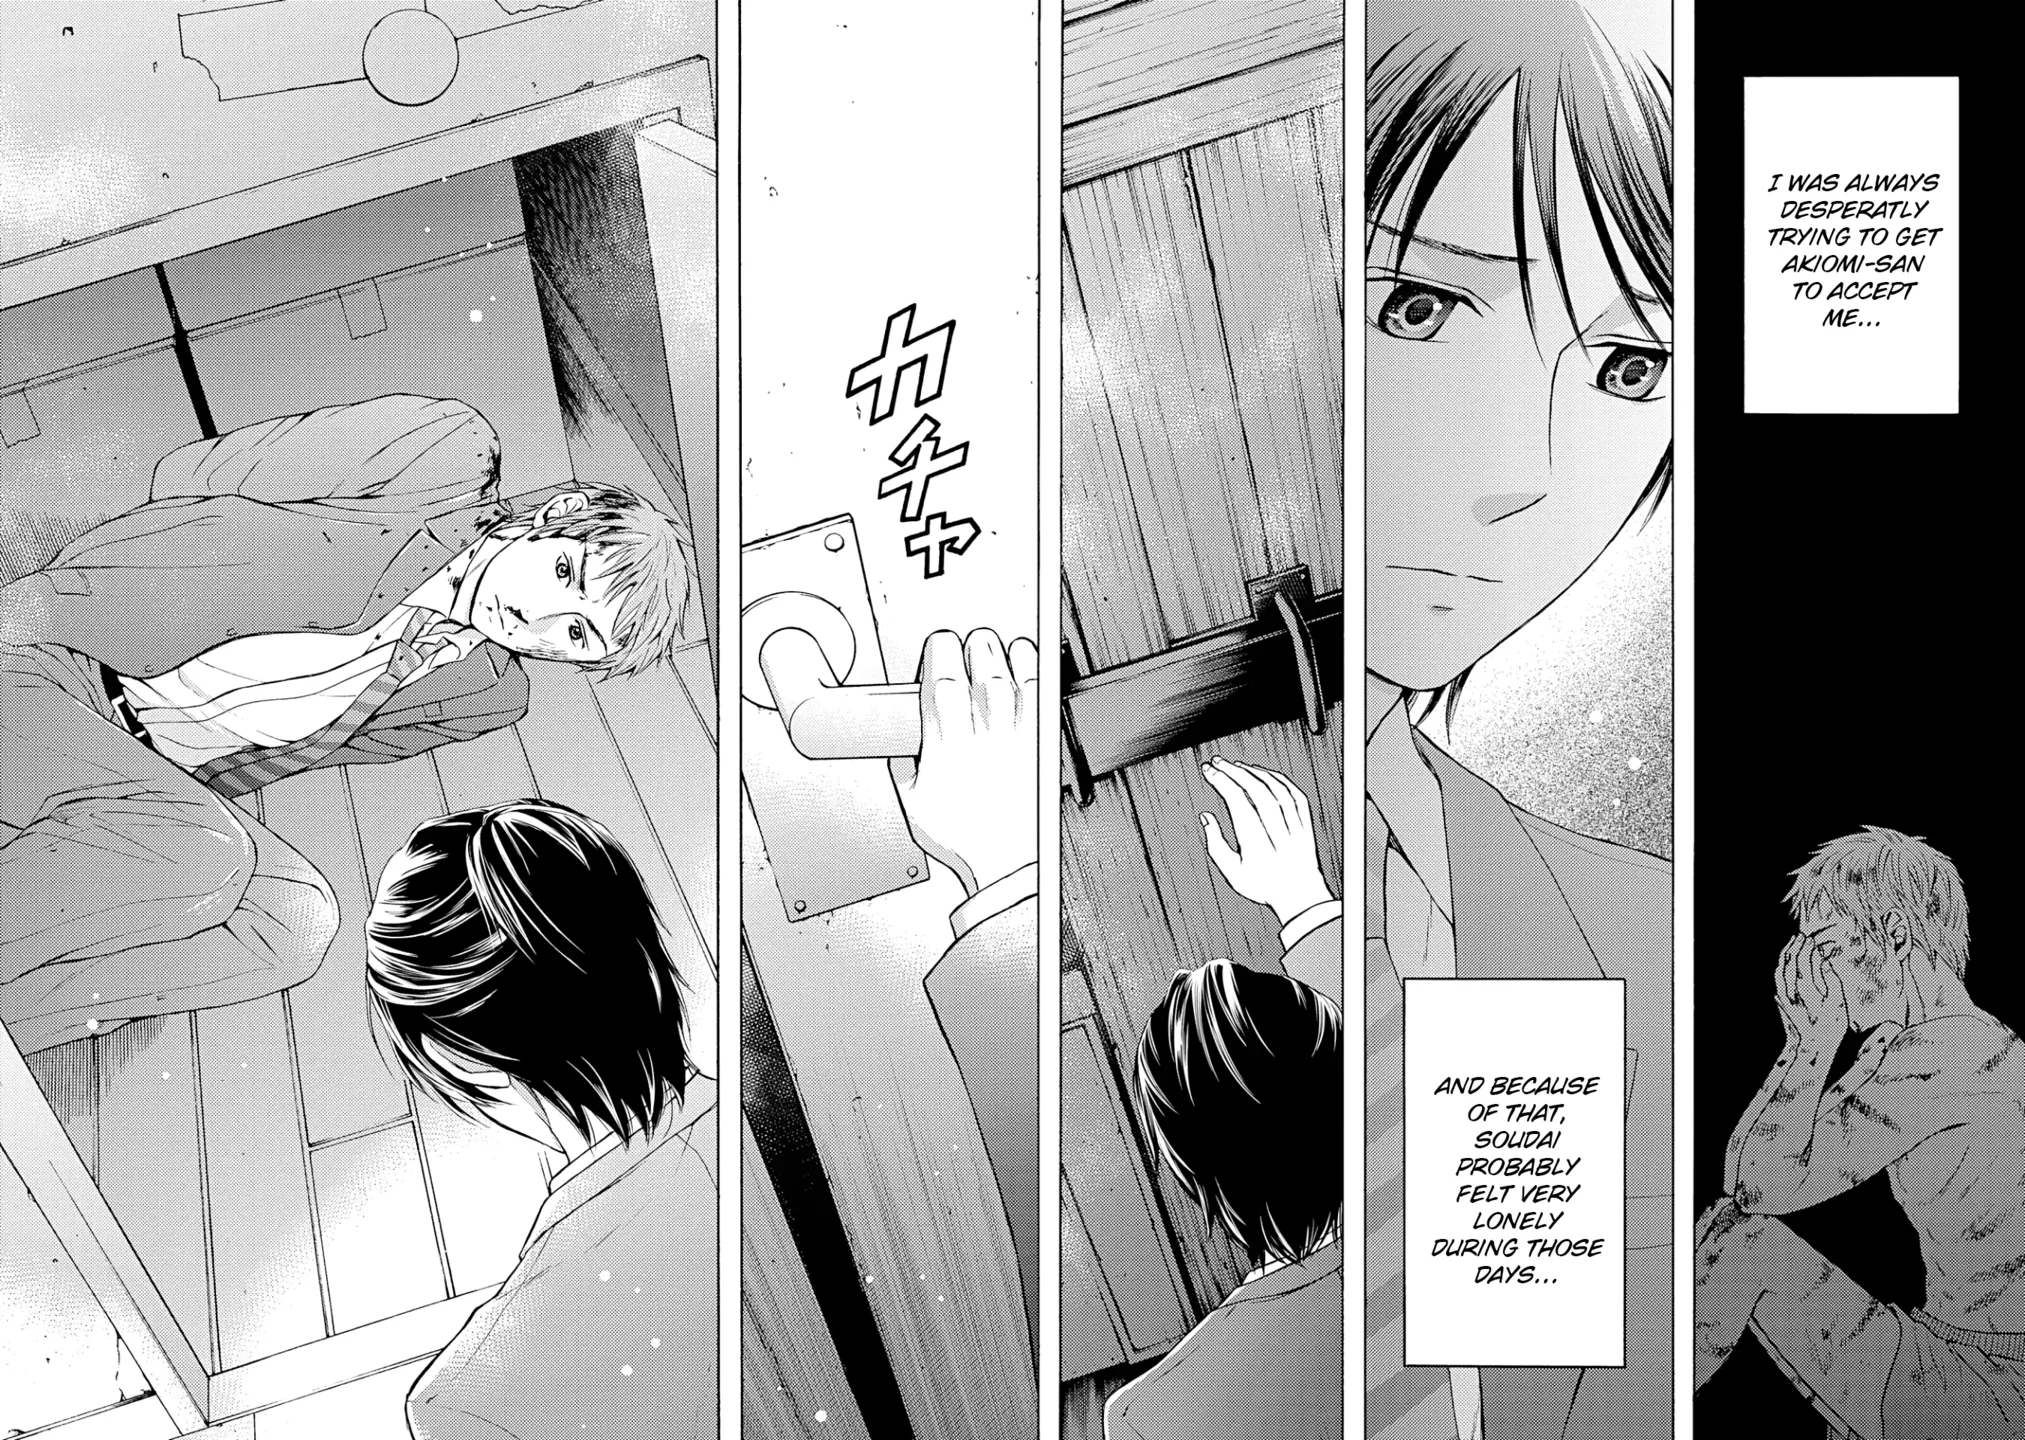 I WAS ALWAYS
DESPERATLY
TRYING TO GET
AKIOMI-SAN
TO ACCEPT
ME...
AND BECAUSE
OF THAT,
SOUDAI
PROBABLY
FELT VERY
LONELY
DURING THOSE
DAYS...
カチャ